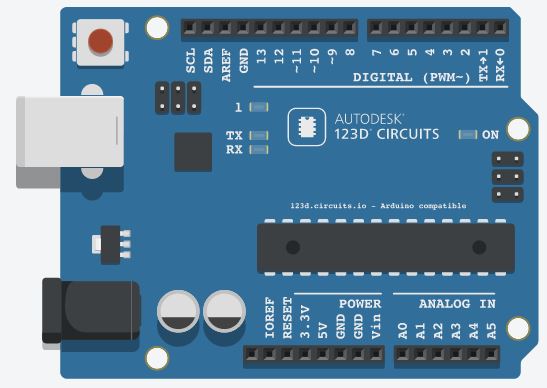 SCL
SDA
AREF
GND
13
12
~11
~10
~9
8
7
6
5
4
3
2
TX→1
RX←0
DIGITAL (PWM~)
1
TX
RX
AUTODESK®
123D® CIRCUITS
ON
123d.circuits.io - Arduino compatible
POWER
ANALOG IN
IOREF
RESET
3.3V
5V
GND
GND
Vin
A0
A1
A2
A3
A4
A5